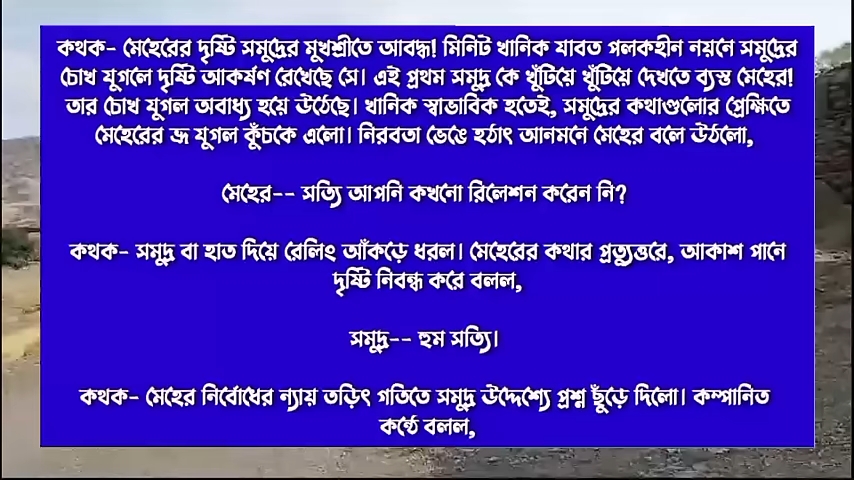 কথক- মেহেরের দৃষ্টি সমুদ্রের মুখশ্রীতে আবদ্ধ! মিনিট খানিক যাবত পলকহীন নয়নে সমুদ্রের
চোখ যুগলে দৃষ্টি আকর্ষণ রেখেছে সে। এই প্রথম সমুদ্র কে খুঁটিয়ে খুঁটিয়ে দেখতে ব্যস্ত মেহের!
তার চোখ যুগল অবাধ্য হয়ে উঠেছে। খানিক স্বাভাবিক হতেই, সমুদ্রের কথাগুলোর প্রেক্ষিতে
মেহেরের ভ্রু যুগল কুঁচকে এলো। নিরবতা ভেঙে হঠাৎ আনমনে মেহের বলে উঠলো,
মেহের-- সত্যি আপনি কখনো রিলেশন করেন নি?
কথক- সমুদ্র বা হাত দিয়ে রেলিং আঁকড়ে ধরল। মেহেরের কথার প্রত্যুত্তরে, আকাশ পানে
দৃষ্টি নিবন্ধ করে বলল,
সমুদ্র-- হুম সত্যি।
কথক- মেহের নির্বোধের ন্যায় তড়িৎ গতিতে সমুদ্র উদ্দেশ্যে প্রশ্ন ছুঁড়ে দিলো। কম্পানিত
কন্ঠে বলল,